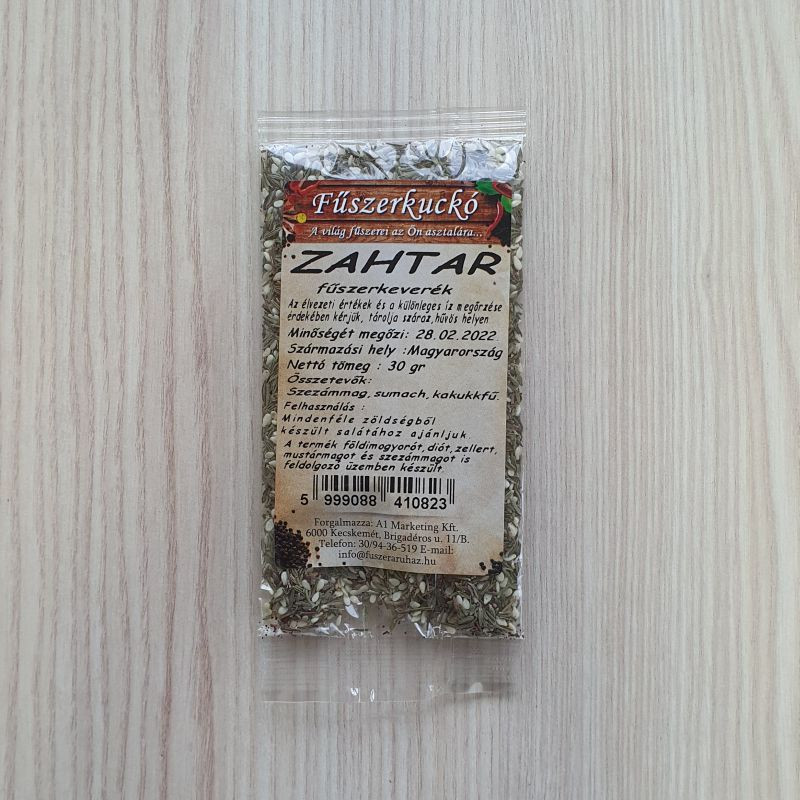 Fűszerkuckó
A világ fűszerei az Ön asztalára...
ZAHTAR
fűszerkeverék
Az élvezeti értékek és a különleges íz megőrzése
érdekében kérjük, tárolja száraz,hűvös helyen.
Minőségét megőzi: 28.02.2022.
Származási hely :Magyarország
Nettó tömeg : 30 gr
Összetevők:
Szezámmag, sumach, kakukkfű.
Felhasználás :
Mindenféle zöldségből
készült salátához ajánljuk.
A termék földimogyorót,diót,zellert,
mustármagot és szezámmagot is
feldolgozó üzemben készült.
5 999088 410823
Forgalmazza: A1 Marketing Kft.
6000 Kecskemét, Brigadéros u. 11/B.
Telefon: 30/94-36-519 E-mail:
info@fuszeraruhaz.hu